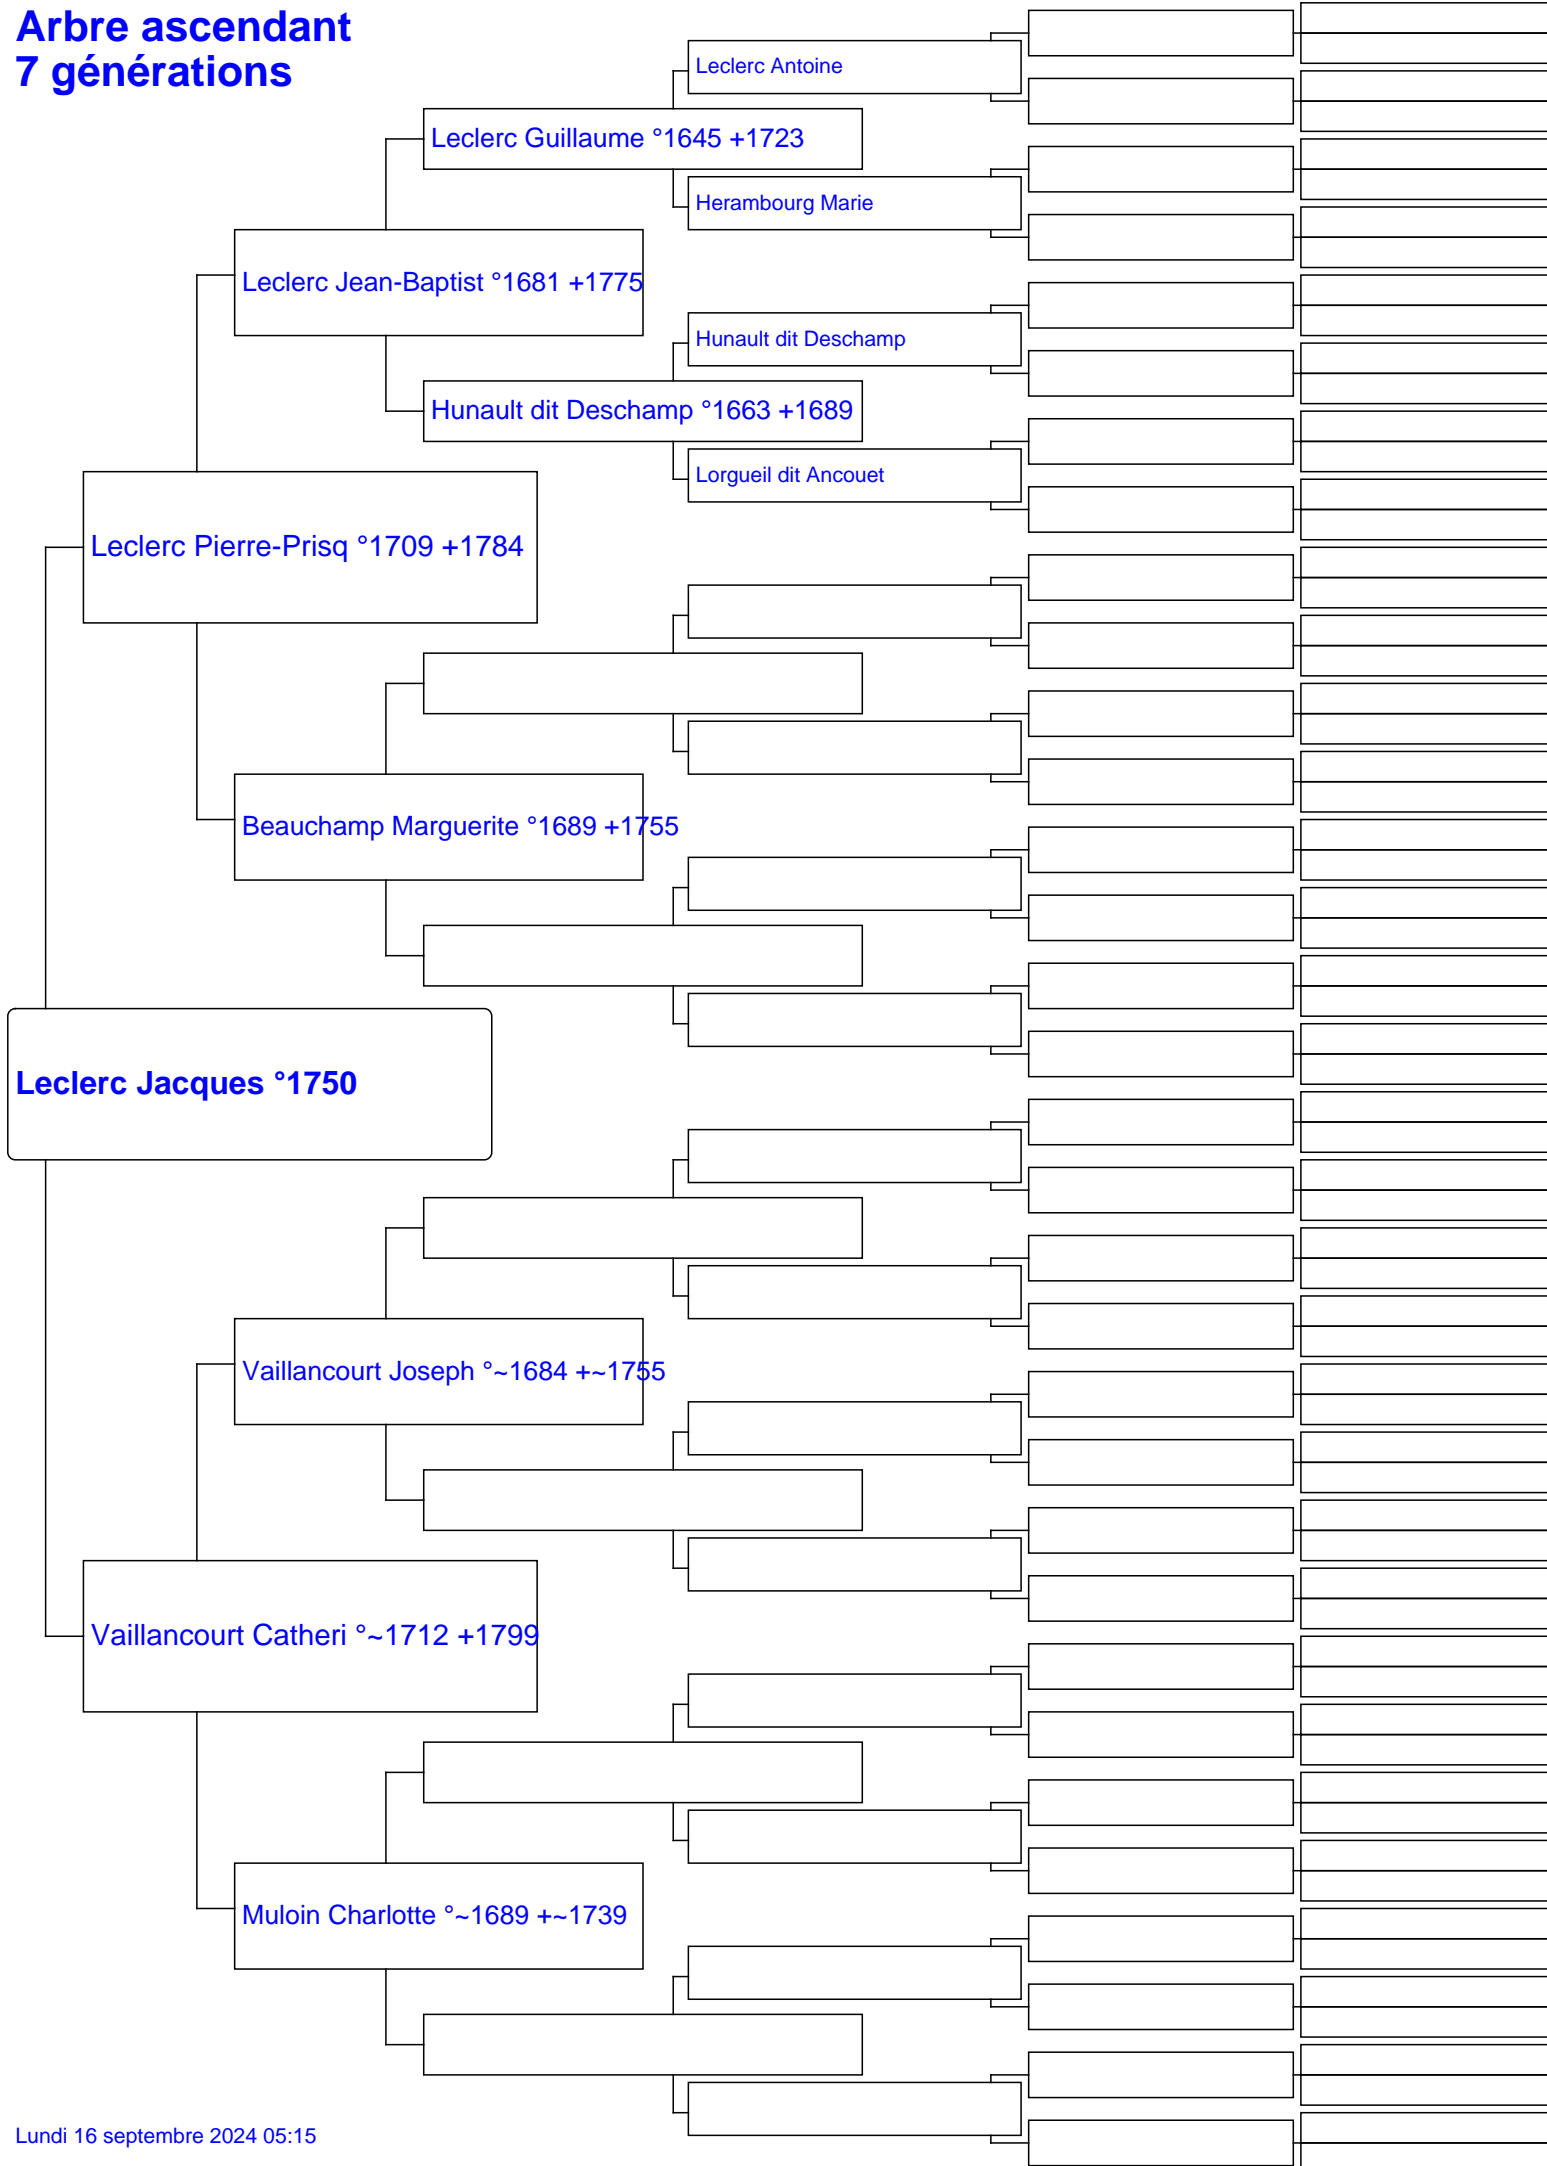 Arbre ascendant
7 générations
Leclerc Antoine
Leclerc Guillaume °1645 +1723
Herambourg Marie
Leclerc Jean-Baptist °1681 +1775
Hunault dit Deschamp
Hunault dit Deschamp °1663 +1689
Lorgueil dit Ancouet
Leclerc Pierre-Prisq °1709 +1784
Beauchamp Marguerite °1689 +1755
Leclerc Jacques °1750
Vaillancourt Joseph °~1684 +~1755
Vaillancourt Catheri °~1712 +1799
Muloin Charlotte °~1689 +~1739
Lundi 16 septembre 2024 05:15